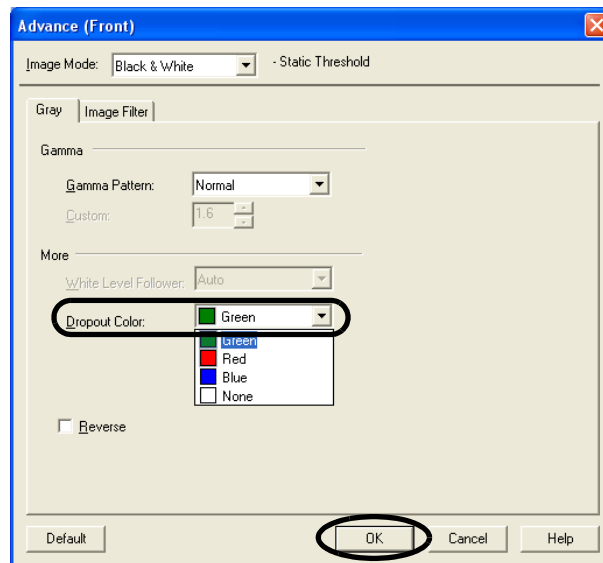 Advance (Front)
Image Mode: Black & White - Static Threshold
Gray Image Filter
Gamma
Gamma Pattern: Normal
Custom: 1.6
More
White Level Follower: Auto
Dropout Color: Green
Green
Red
Blue
None
Reverse
Default OK Cancel Help